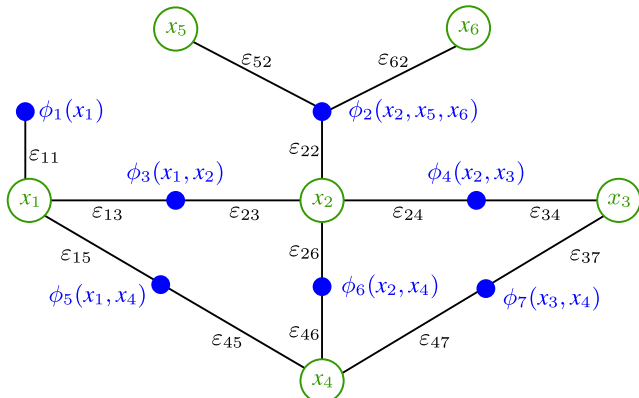 x₅
x₆
ε₅₂
ε₆₂
ϕ₁(x₁)
ϕ₂(x₂, x₅, x₆)
ε₁₁
ε₂₂
ϕ₃(x₁, x₂)
ϕ₄(x₂, x₃)
x₁
x₂
x₃
ε₁₃
ε₂₃
ε₂₄
ε₃₄
ε₁₅
ε₂₆
ε₃₇
ϕ₅(x₁, x₄)
ϕ₆(x₂, x₄)
ϕ₇(x₃, x₄)
ε₄₅
ε₄₆
ε₄₇
x₄